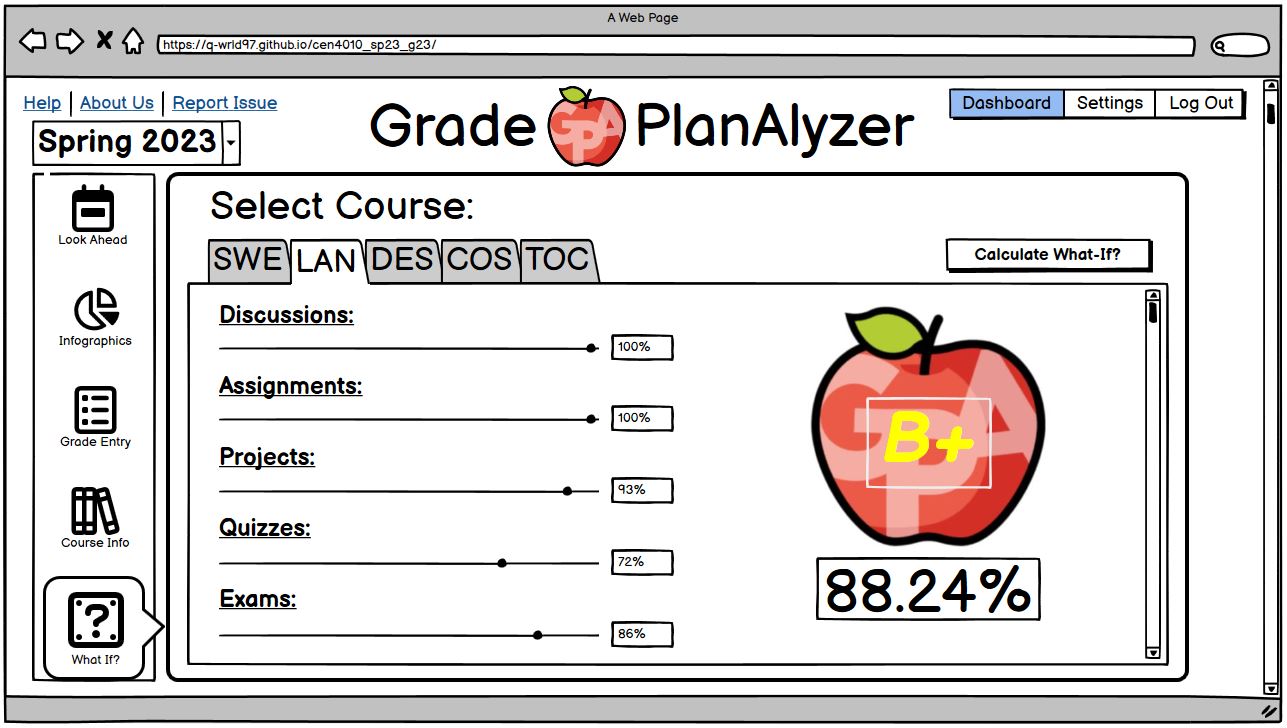 A Web Page
https://q-wrld97.github.io/cen4010_sp23_g23/
Help About Us Report Issue
Grade GPA PlanAlyzer
Dashboard Settings Log Out
Spring 2023
Look Ahead
Infographics
Grade Entry
Course Info
?
What If?
Select Course:
SWE LAN DES COS TOC
Calculate What-If?
Discussions:
100%
Assignments:
100%
Projects:
93%
Quizzes:
72%
Exams:
86%
GPA
B+
88.24%